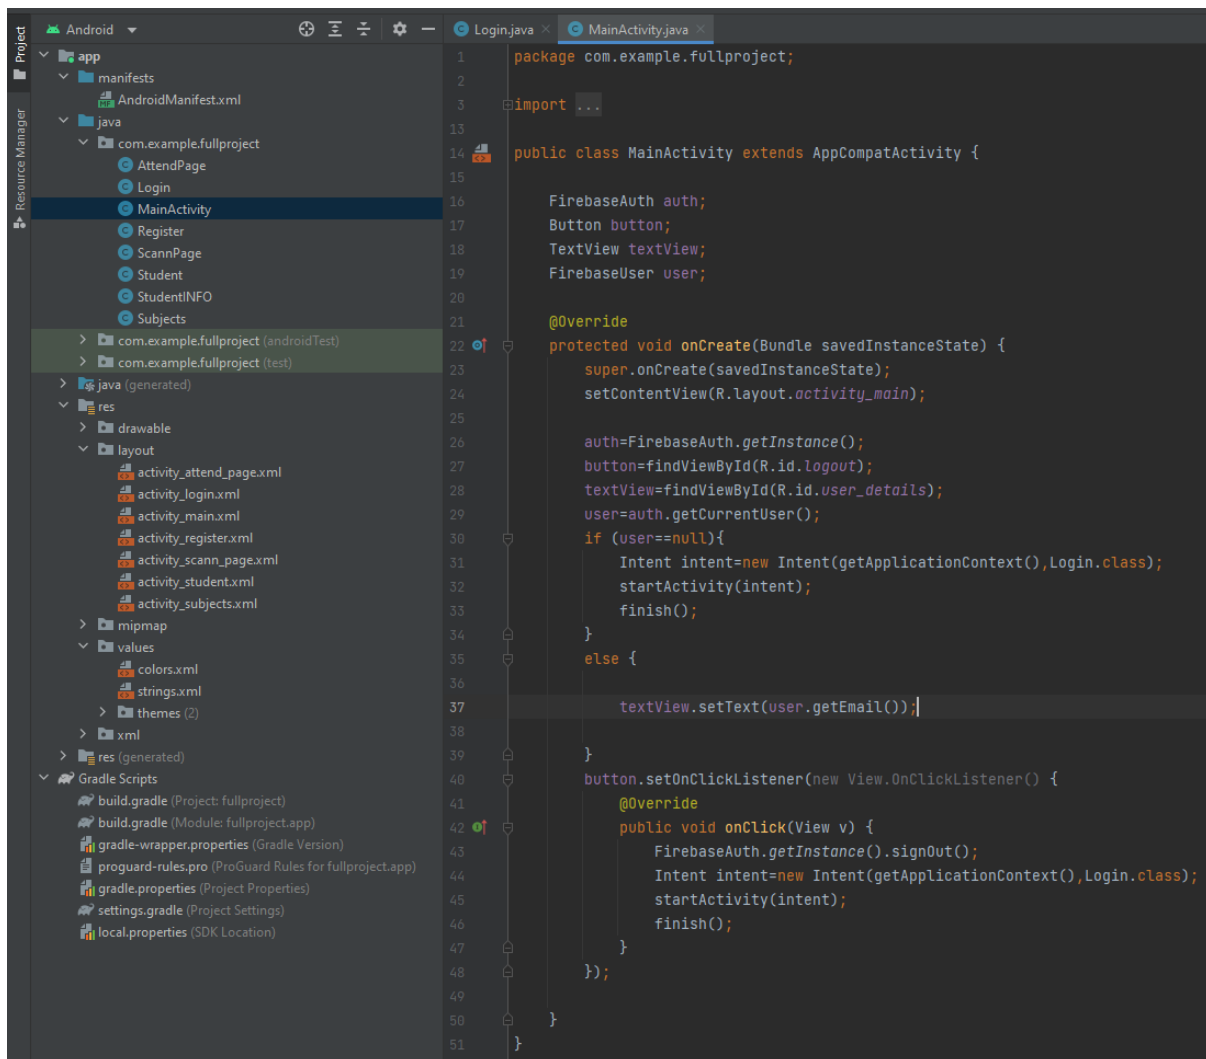 Project
Resource Manager
Android
app
manifests
AndroidManifest.xml
java
com.example.fullproject
AttendPage
Login
MainActivity
Register
ScannPage
Student
StudentINFO
Subjects
com.example.fullproject (androidTest)
com.example.fullproject (test)
java (generated)
res
drawable
layout
activity_attend_page.xml
activity_login.xml
activity_main.xml
activity_register.xml
activity_scann_page.xml
activity_student.xml
activity_subjects.xml
mipmap
values
colors.xml
strings.xml
themes (2)
xml
res (generated)
Gradle Scripts
build.gradle (Project: fullproject)
build.gradle (Module: fullproject.app)
gradle-wrapper.properties (Gradle Version)
proguard-rules.pro (ProGuard Rules for fullproject.app)
gradle.properties (Project Properties)
settings.gradle (Project Settings)
local.properties (SDK Location)
Login.java × MainActivity.java ×
1 package com.example.fullproject;
2
3 import ...
13
14 public class MainActivity extends AppCompatActivity {
15
16 FirebaseAuth auth;
17 Button button;
18 TextView textView;
19 FirebaseUser user;
20
21 @Override
22 protected void onCreate(Bundle savedInstanceState) {
23 super.onCreate(savedInstanceState);
24 setContentView(R.layout.activity_main);
25
26 auth=FirebaseAuth.getInstance();
27 button=findViewById(R.id.logout);
28 textView=findViewById(R.id.user_details);
29 user=auth.getCurrentUser();
30 if (user==null){
31 Intent intent=new Intent(getApplicationContext(),Login.class);
32 startActivity(intent);
33 finish();
34 }
35 else {
36
37 textView.setText(user.getEmail());
38
39 }
40 button.setOnClickListener(new View.OnClickListener() {
41 @Override
42 public void onClick(View v) {
43 FirebaseAuth.getInstance().signOut();
44 Intent intent=new Intent(getApplicationContext(),Login.class);
45 startActivity(intent);
46 finish();
47 }
48 });
49
50 }
51 }